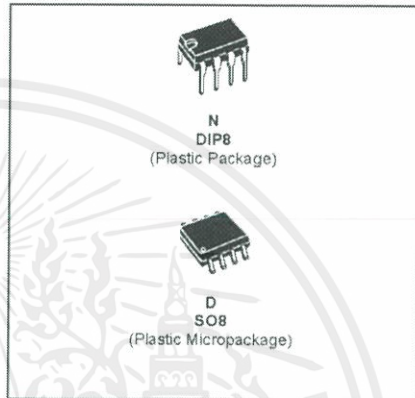 N
DIP8
(Plastic Package)
D
SO8
(Plastic Micropackage)